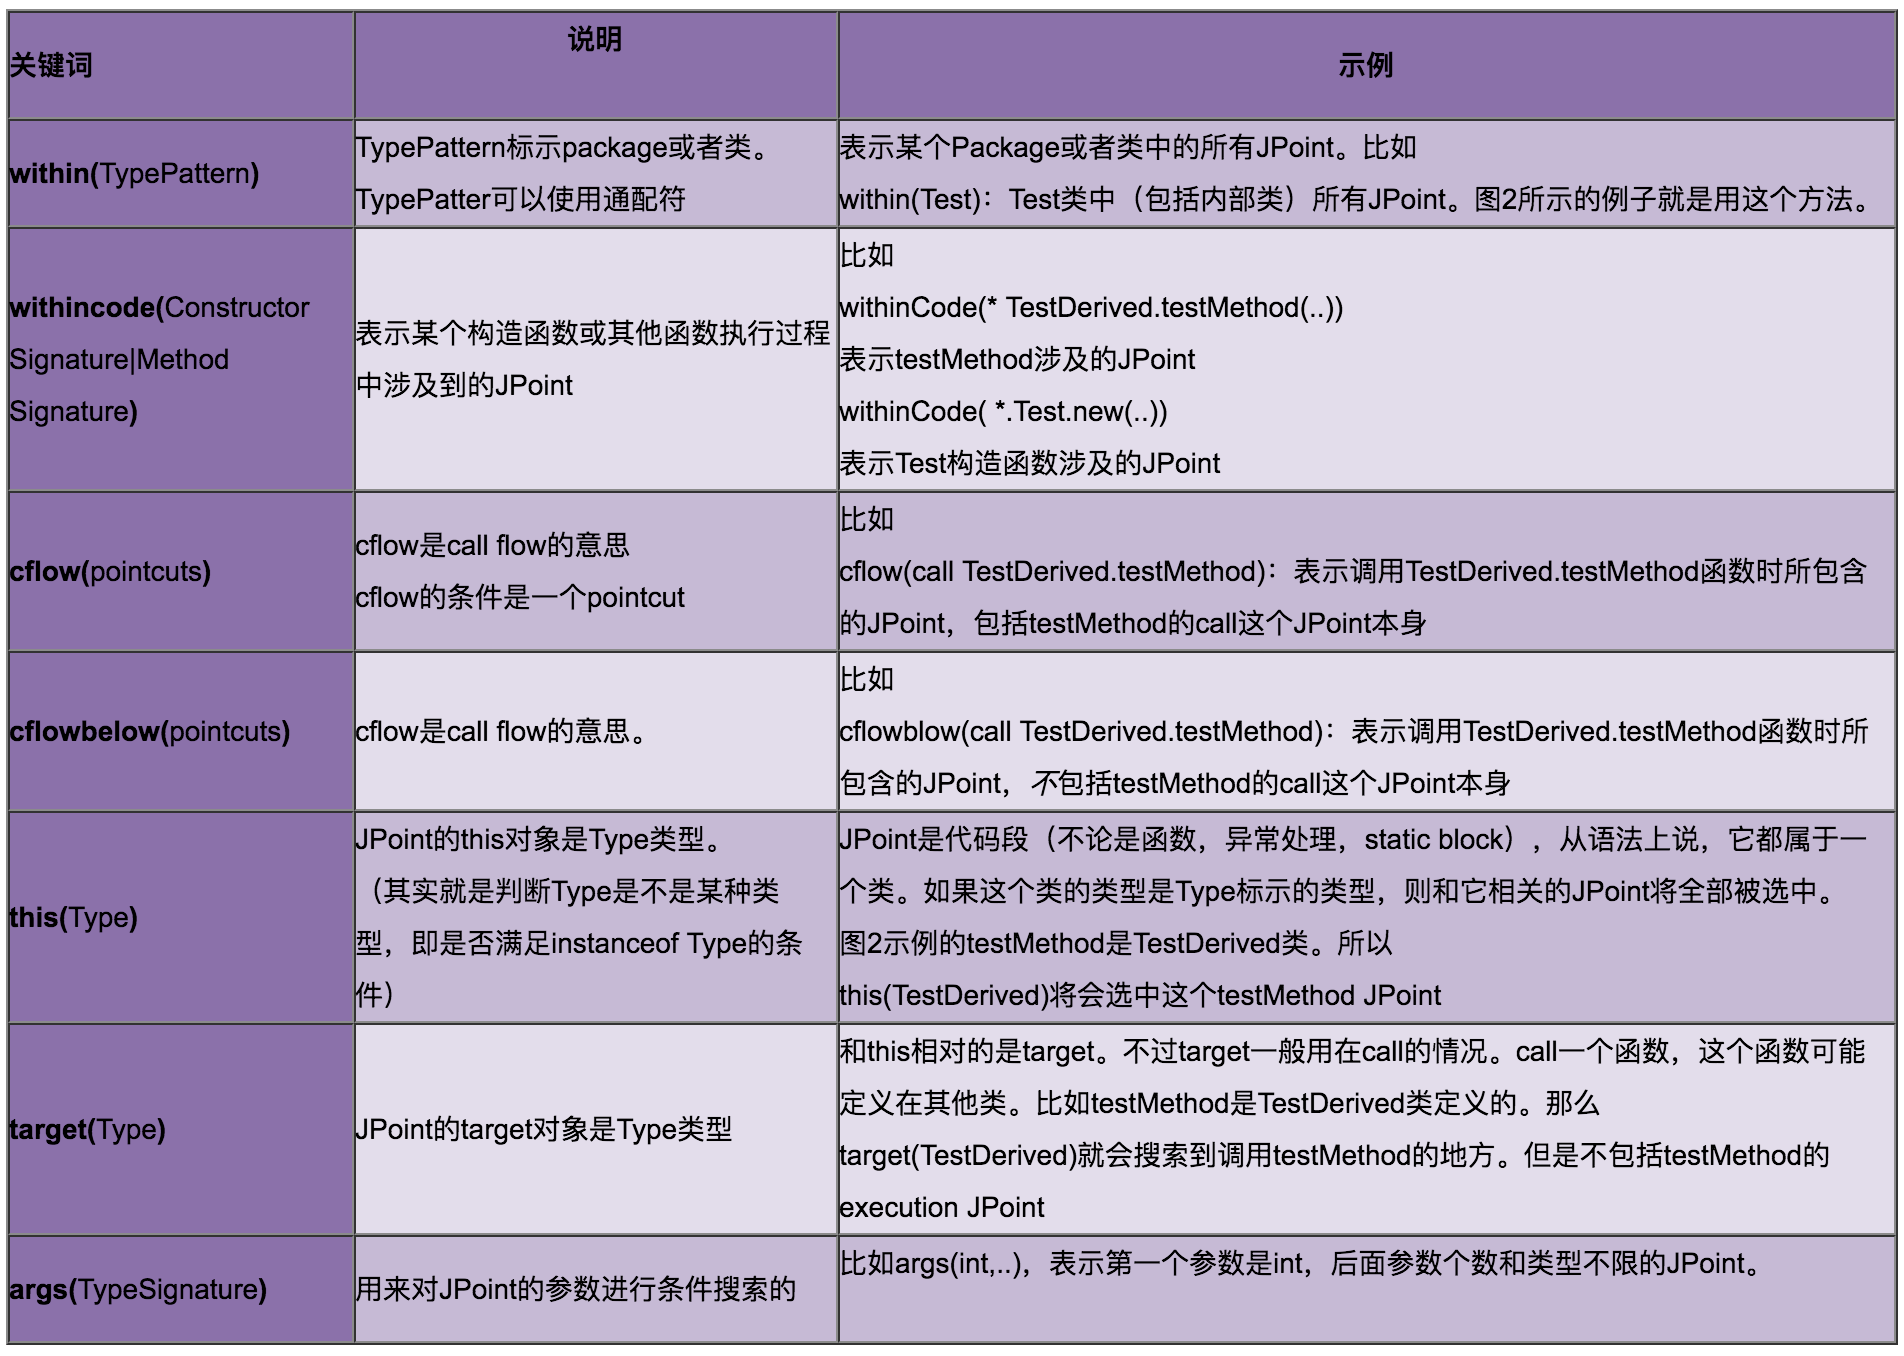 关键词
说明
示例
within(TypePattern)
TypePattern标示package或者类。
TypePatter可以使用通配符
表示某个Package或者类中的所有JPoint。比如
within(Test)：Test类中（包括内部类）所有JPoint。图2所示的例子就是用这个方法。
withincode(Constructor
Signature|Method
Signature)
表示某个构造函数或其他函数执行过程
中涉及到的JPoint
比如
withinCode(* TestDerived.testMethod(..))
表示testMethod涉及的JPoint
withinCode( *.Test.new(..))
表示Test构造函数涉及的JPoint
cflow(pointcuts)
cflow是call flow的意思
cflow的条件是一个pointcut
比如
cflow(call TestDerived.testMethod)：表示调用TestDerived.testMethod函数时所包含
的JPoint，包括testMethod的call这个JPoint本身
cflowbelow(pointcuts)
cflow是call flow的意思。
比如
cflowblow(call TestDerived.testMethod)：表示调用TestDerived.testMethod函数时所
包含的JPoint，不包括testMethod的call这个JPoint本身
this(Type)
JPoint的this对象是Type类型。
（其实就是判断Type是不是某种类
型，即是否满足instanceof Type的条
件）
JPoint是代码段（不论是函数，异常处理，static block），从语法上说，它都属于一
个类。如果这个类的类型是Type标示的类型，则和它相关的JPoint将全部被选中。
图2示例的testMethod是TestDerived类。所以
this(TestDerived)将会选中这个testMethod JPoint
target(Type)
JPoint的target对象是Type类型
和this相对的是target。不过target一般用在call的情况。call一个函数，这个函数可能
定义在其他类。比如testMethod是TestDerived类定义的。那么
target(TestDerived)就会搜索到调用testMethod的地方。但是不包括testMethod的
execution JPoint
args(TypeSignature)
用来对JPoint的参数进行条件搜索的
比如args(int,..)，表示第一个参数是int，后面参数个数和类型不限的JPoint。